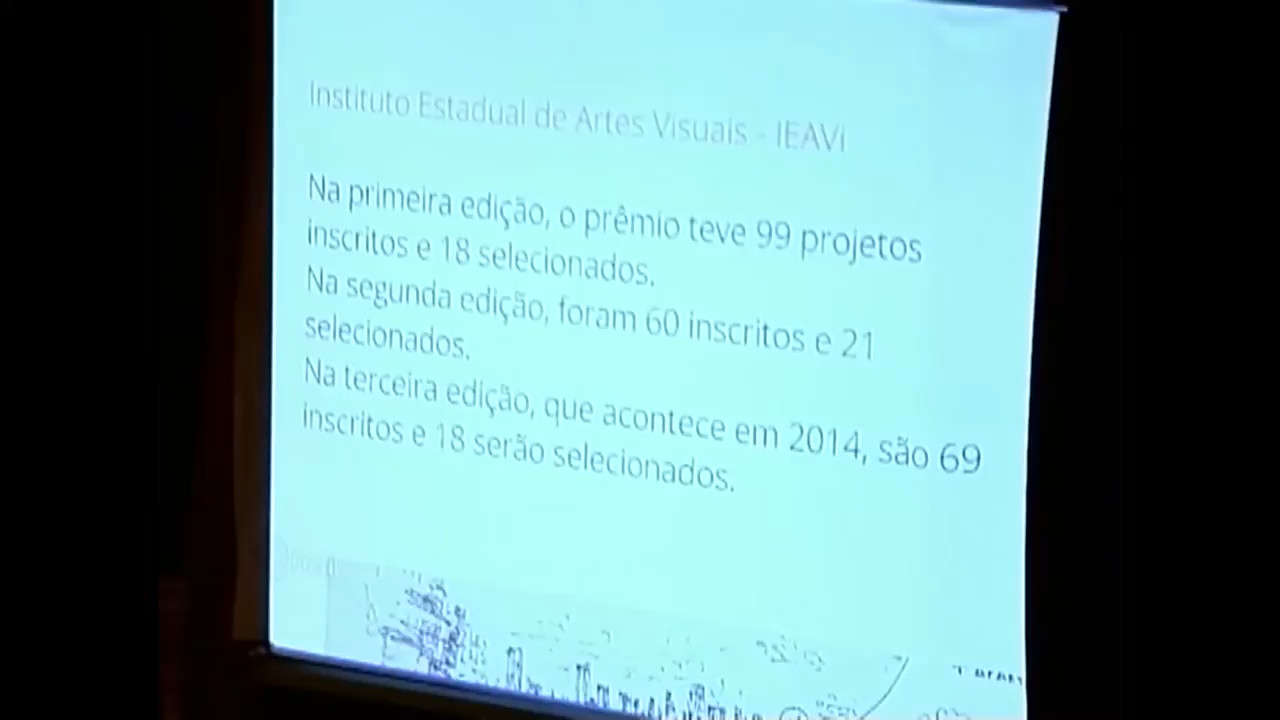 Instituto Estadual de Artes Visuais - IEAVi
Na primeira edição, o prêmio teve 99 projetos
inscritos e 18 selecionados.
Na segunda edição, foram 60 inscritos e 21
selecionados.
Na terceira edição, que acontece em 2014, são 69
inscritos e 18 serão selecionados.